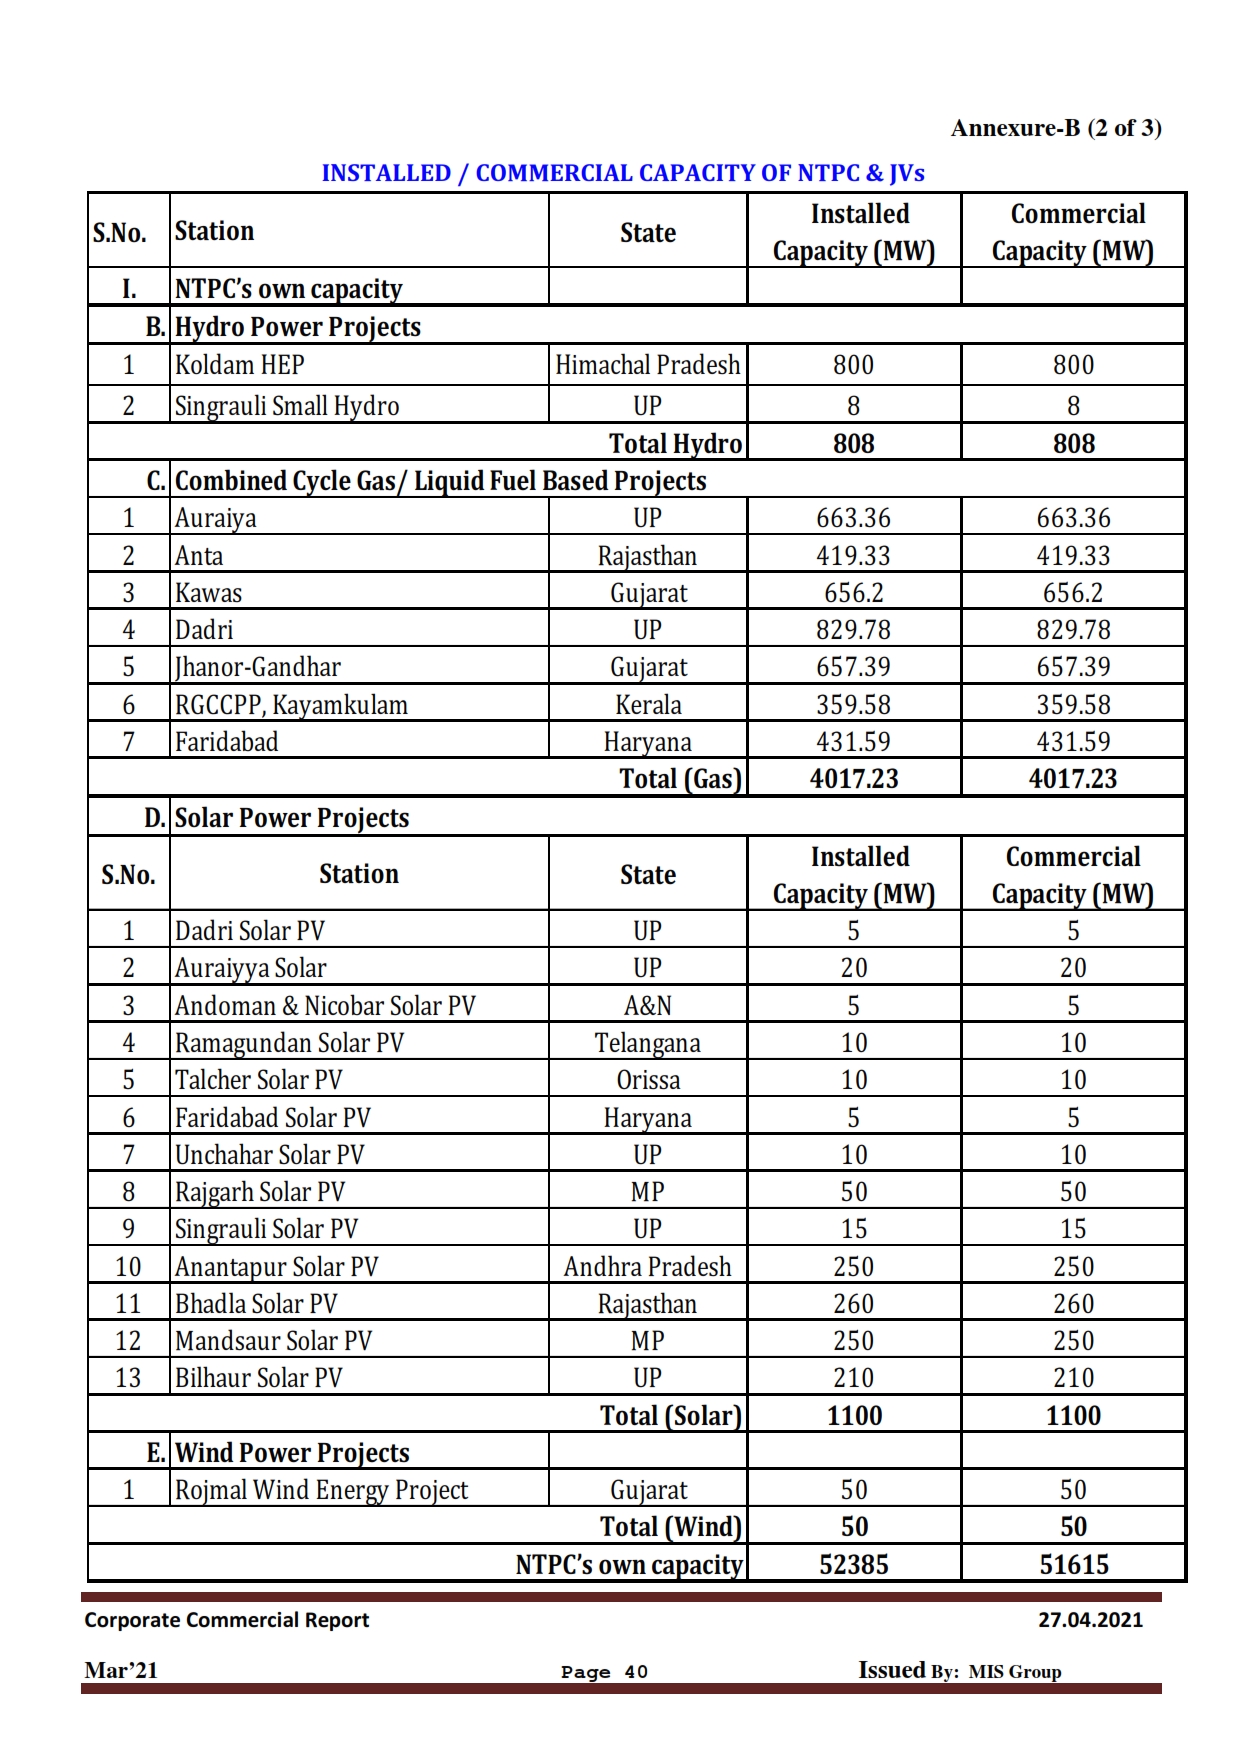 Annexure-B (2 of 3)
INSTALLED / COMMERCIAL CAPACITY OF NTPC & JVs
S.No. Station State Installed Capacity (MW) Commercial Capacity (MW)
I. NTPC’s own capacity
B. Hydro Power Projects
1 Koldam HEP Himachal Pradesh 800 800
2 Singrauli Small Hydro UP 8 8
Total Hydro 808 808
C. Combined Cycle Gas/ Liquid Fuel Based Projects
1 Auraiya UP 663.36 663.36
2 Anta Rajasthan 419.33 419.33
3 Kawas Gujarat 656.2 656.2
4 Dadri UP 829.78 829.78
5 Jhanor-Gandhar Gujarat 657.39 657.39
6 RGCCPP, Kayamkulam Kerala 359.58 359.58
7 Faridabad Haryana 431.59 431.59
Total (Gas) 4017.23 4017.23
D. Solar Power Projects
S.No. Station State Installed Capacity (MW) Commercial Capacity (MW)
1 Dadri Solar PV UP 5 5
2 Auraiyya Solar UP 20 20
3 Andoman & Nicobar Solar PV A&N 5 5
4 Ramagundan Solar PV Telangana 10 10
5 Talcher Solar PV Orissa 10 10
6 Faridabad Solar PV Haryana 5 5
7 Unchahar Solar PV UP 10 10
8 Rajgarh Solar PV MP 50 50
9 Singrauli Solar PV UP 15 15
10 Anantapur Solar PV Andhra Pradesh 250 250
11 Bhadla Solar PV Rajasthan 260 260
12 Mandsaur Solar PV MP 250 250
13 Bilhaur Solar PV UP 210 210
Total (Solar) 1100 1100
E. Wind Power Projects
1 Rojmal Wind Energy Project Gujarat 50 50
Total (Wind) 50 50
NTPC’s own capacity 52385 51615
Corporate Commercial Report 27.04.2021
Mar’21 Page 40 Issued By: MIS Group